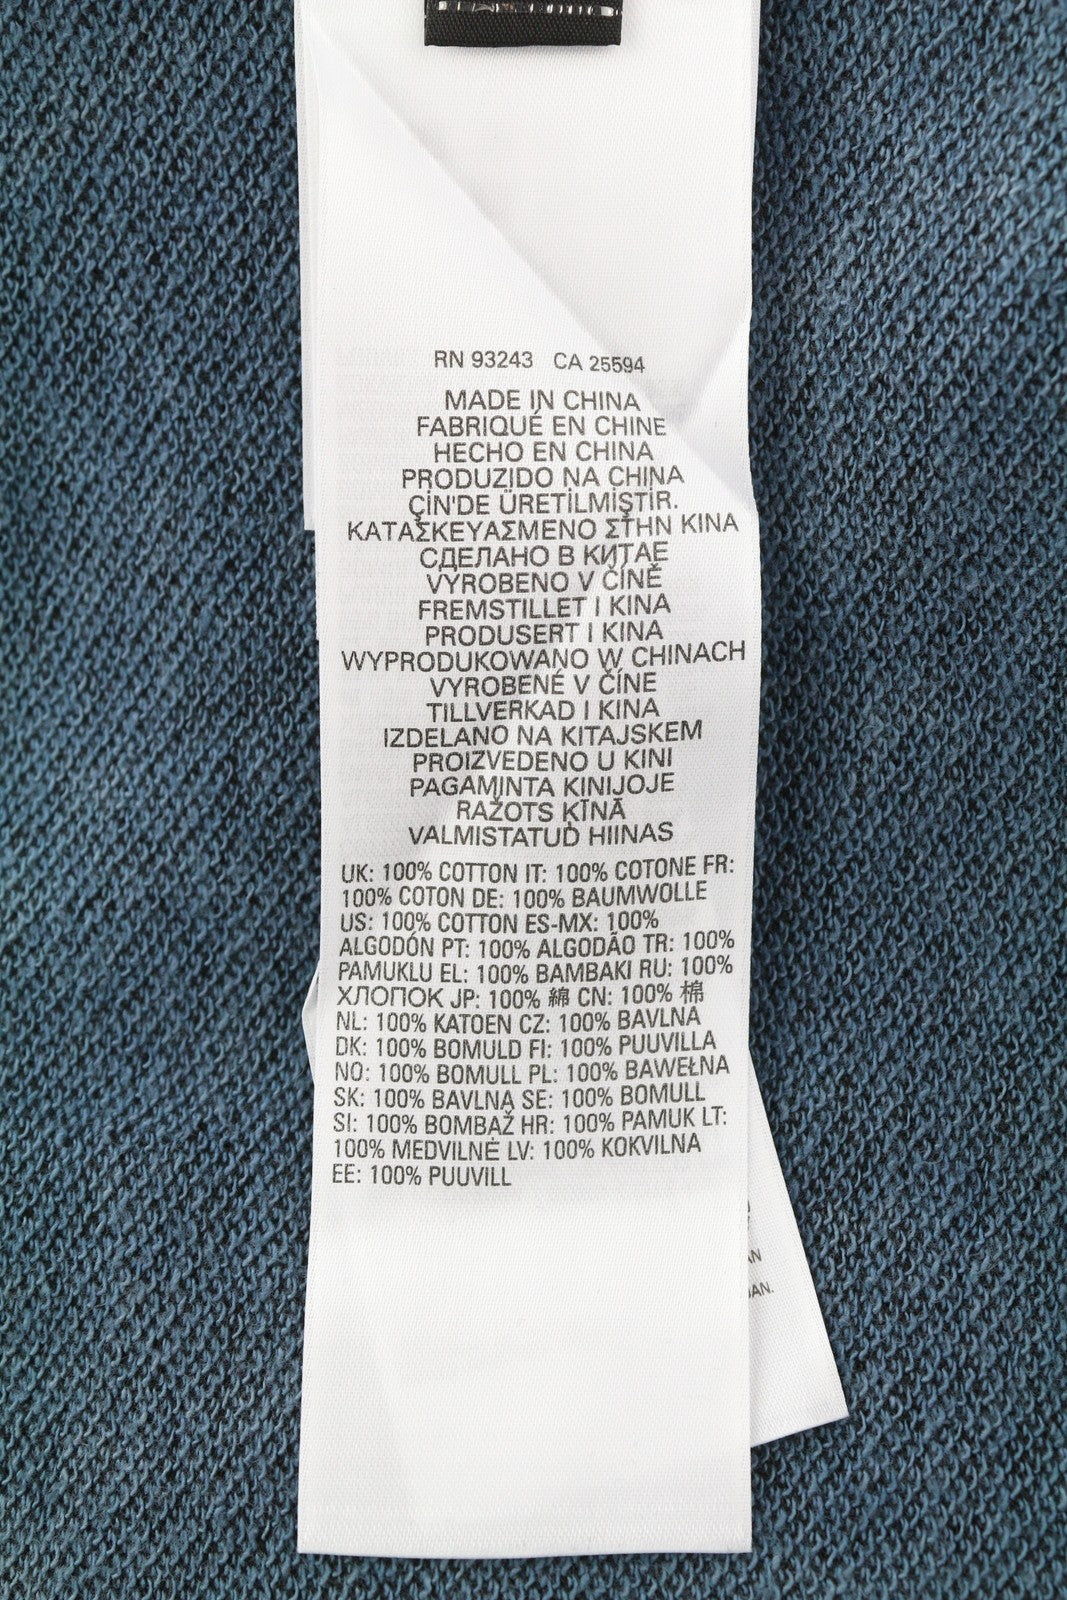 RN 93243 CA 25594
MADE IN CHINA
FABRIQUÉ EN CHINE
HECHO EN CHINA
PRODUZIDO NA CHINA
ÇİN'DE ÜRETİLMİŞTİR.
ΚΑΤΑΣΚΕΥΑΣΜΕΝΟ ΣΤΗΝ ΚΙΝΑ
СДЕЛАНО В КИТАЕ
VYROBENO V ČÍNĚ
FREMSTILLET I KINA
PRODUSERT I KINA
WYPRODUKOWANO W CHINACH
VYROBENÉ V ČÍNE
TILLVERKAD I KINA
IZDELANO NA KITAJSKEM
PROIZVEDENO U KINI
PAGAMINTA KINIJOJE
RAŽOTS ĶĪNĀ
VALMISTATUD HIINAS
UK: 100% COTTON IT: 100% COTONE FR:
100% COTON DE: 100% BAUMWOLLE
US: 100% COTTON ES-MX: 100%
ALGODÓN PT: 100% ALGODÃO TR: 100%
PAMUKLU EL: 100% BAMBAKI RU: 100%
ХЛОПОК JP: 100% 綿 CN: 100% 棉
NL: 100% KATOEN CZ: 100% BAVLNA
DK: 100% BOMULD FI: 100% PUUVILLA
NO: 100% BOMULL PL: 100% BAWEŁNA
SK: 100% BAVLNA SE: 100% BOMULL
SI: 100% BOMBAŽ HR: 100% PAMUK LT:
100% MEDVILNĖ LV: 100% KOKVILNA
EE: 100% PUUVILL